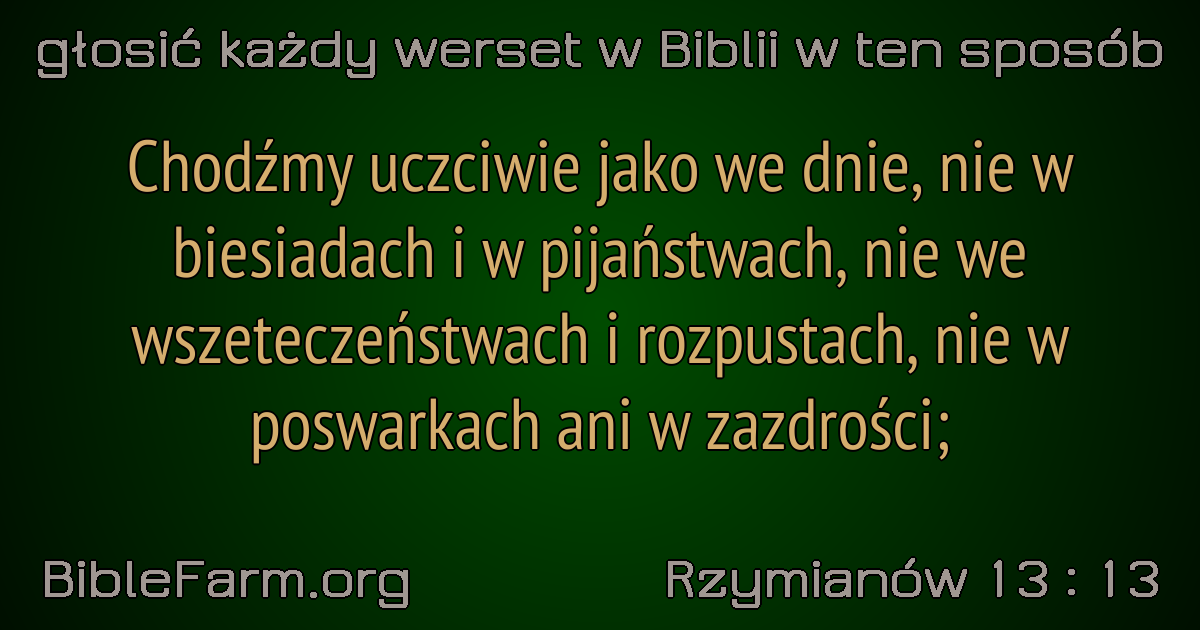 głosić każdy werset w Biblii w ten sposób
Chodźmy uczciwie jako we dnie, nie w
biesiadach i w pijaństwach, nie we
wszeteczeństwach i rozpustach, nie w
poswarkach ani w zazdrości;
BibleFarm.org
Rzymianów 13 : 13